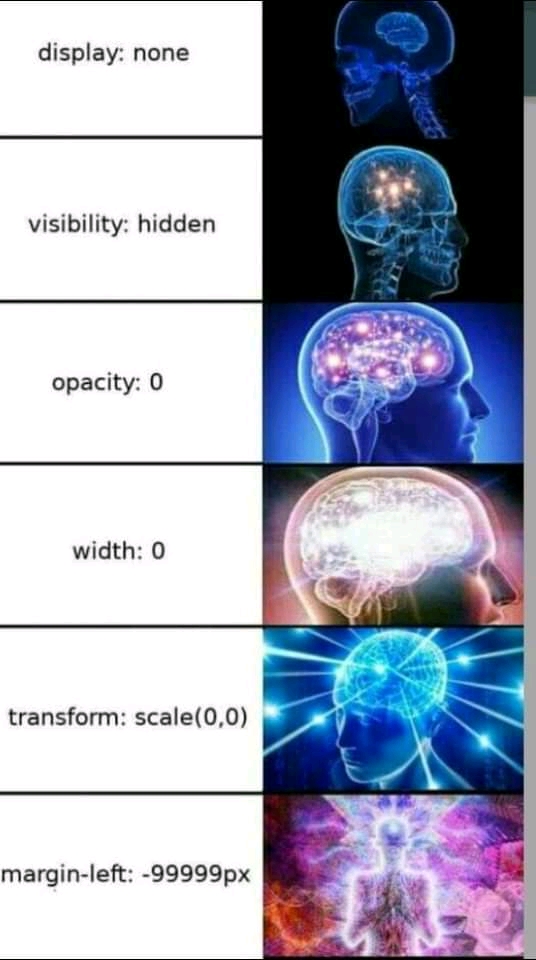 display: none
visibility: hidden
opacity: 0
width: 0
transform: scale(0,0)
margin-left: -99999px